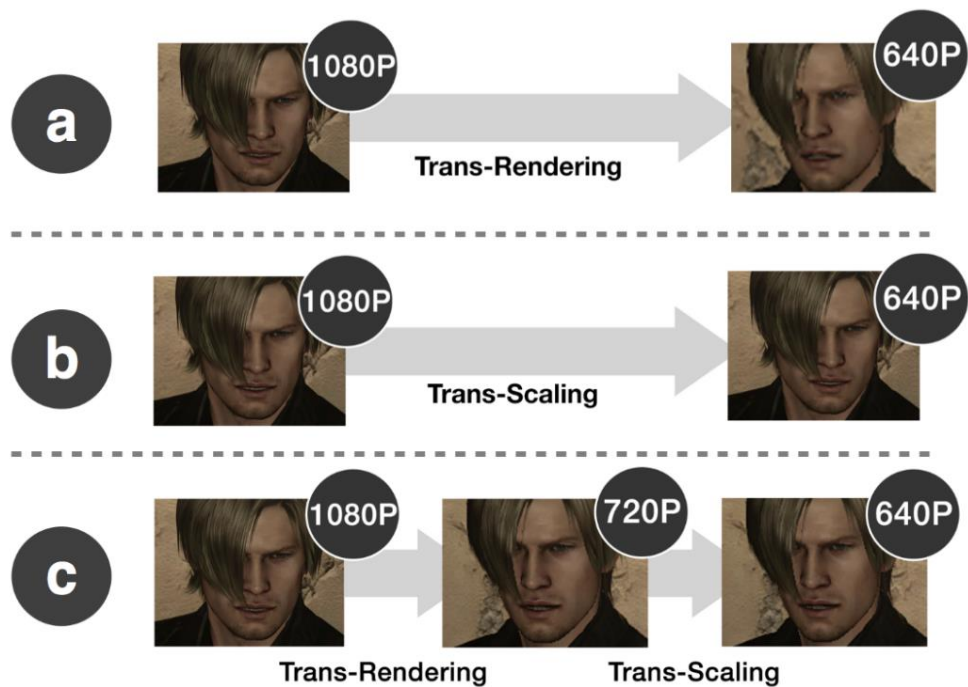 1080P
640P
a
Trans-Rendering
1080P
640P
b
Trans-Scaling
1080P
720P
640P
c
Trans-Rendering
Trans-Scaling